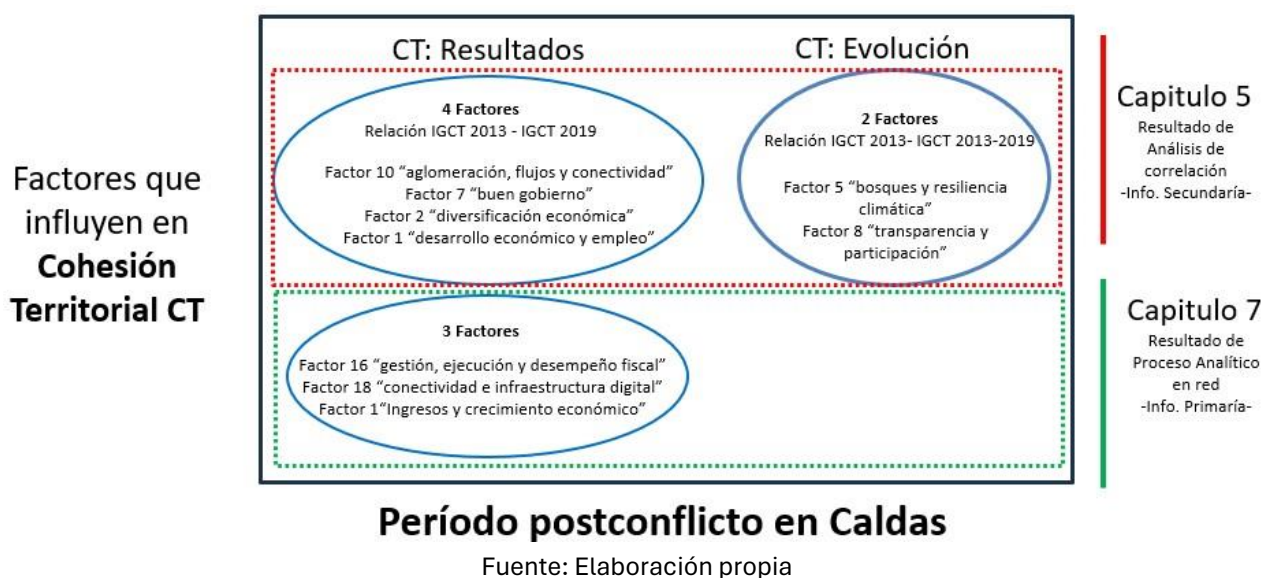 Factores que
influyen en
Cohesión
Territorial CT
CT: Resultados
4 Factores
Relación IGCT 2013 - IGCT 2019
Factor 10 “aglomeración, flujos y conectividad”
Factor 7 “buen gobierno”
Factor 2 “diversificación económica”
Factor 1 “desarrollo económico y empleo”
CT: Evolución
2 Factores
Relación IGCT 2013- IGCT 2013-2019
Factor 5 “bosques y resiliencia
climática”
Factor 8 “transparencia y
participación”
Capitulo 5
Resultado de
Análisis de
correlación
-Info. Secundaría-
3 Factores
Factor 16 “gestión, ejecución y desempeño fiscal”
Factor 18 “conectividad e infraestructura digital”
Factor 1“Ingresos y crecimiento económico”
Capitulo 7
Resultado de
Proceso Analítico
en red
-Info. Primaría-
Período postconflicto en Caldas
Fuente: Elaboración propia